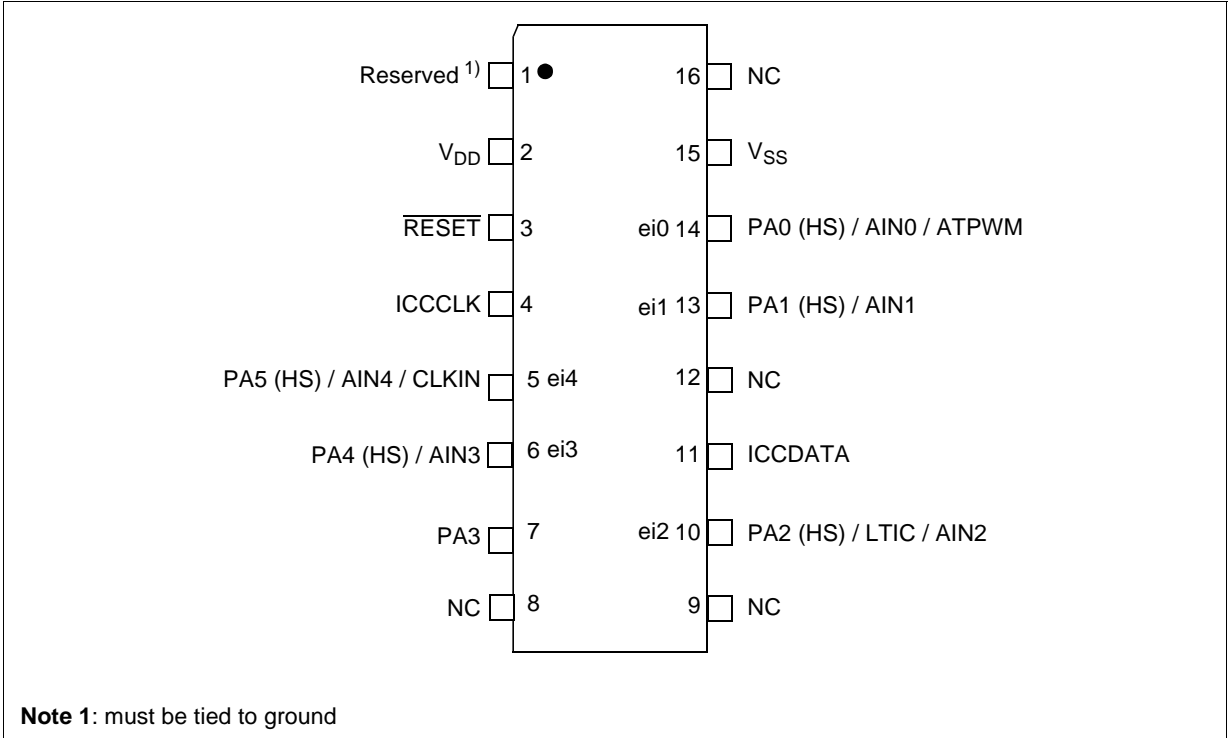 Reserved 1) 1 16 NC
VDD 2 15 VSS
RESET 3 ei0 14 PA0 (HS) / AIN0 / ATPWM
ICCCLK 4 ei1 13 PA1 (HS) / AIN1
PA5 (HS) / AIN4 / CLKIN 5 ei4 12 NC
PA4 (HS) / AIN3 6 ei3 11 ICCDATA
PA3 7 ei2 10 PA2 (HS) / LTIC / AIN2
NC 8 9 NC
Note 1: must be tied to ground